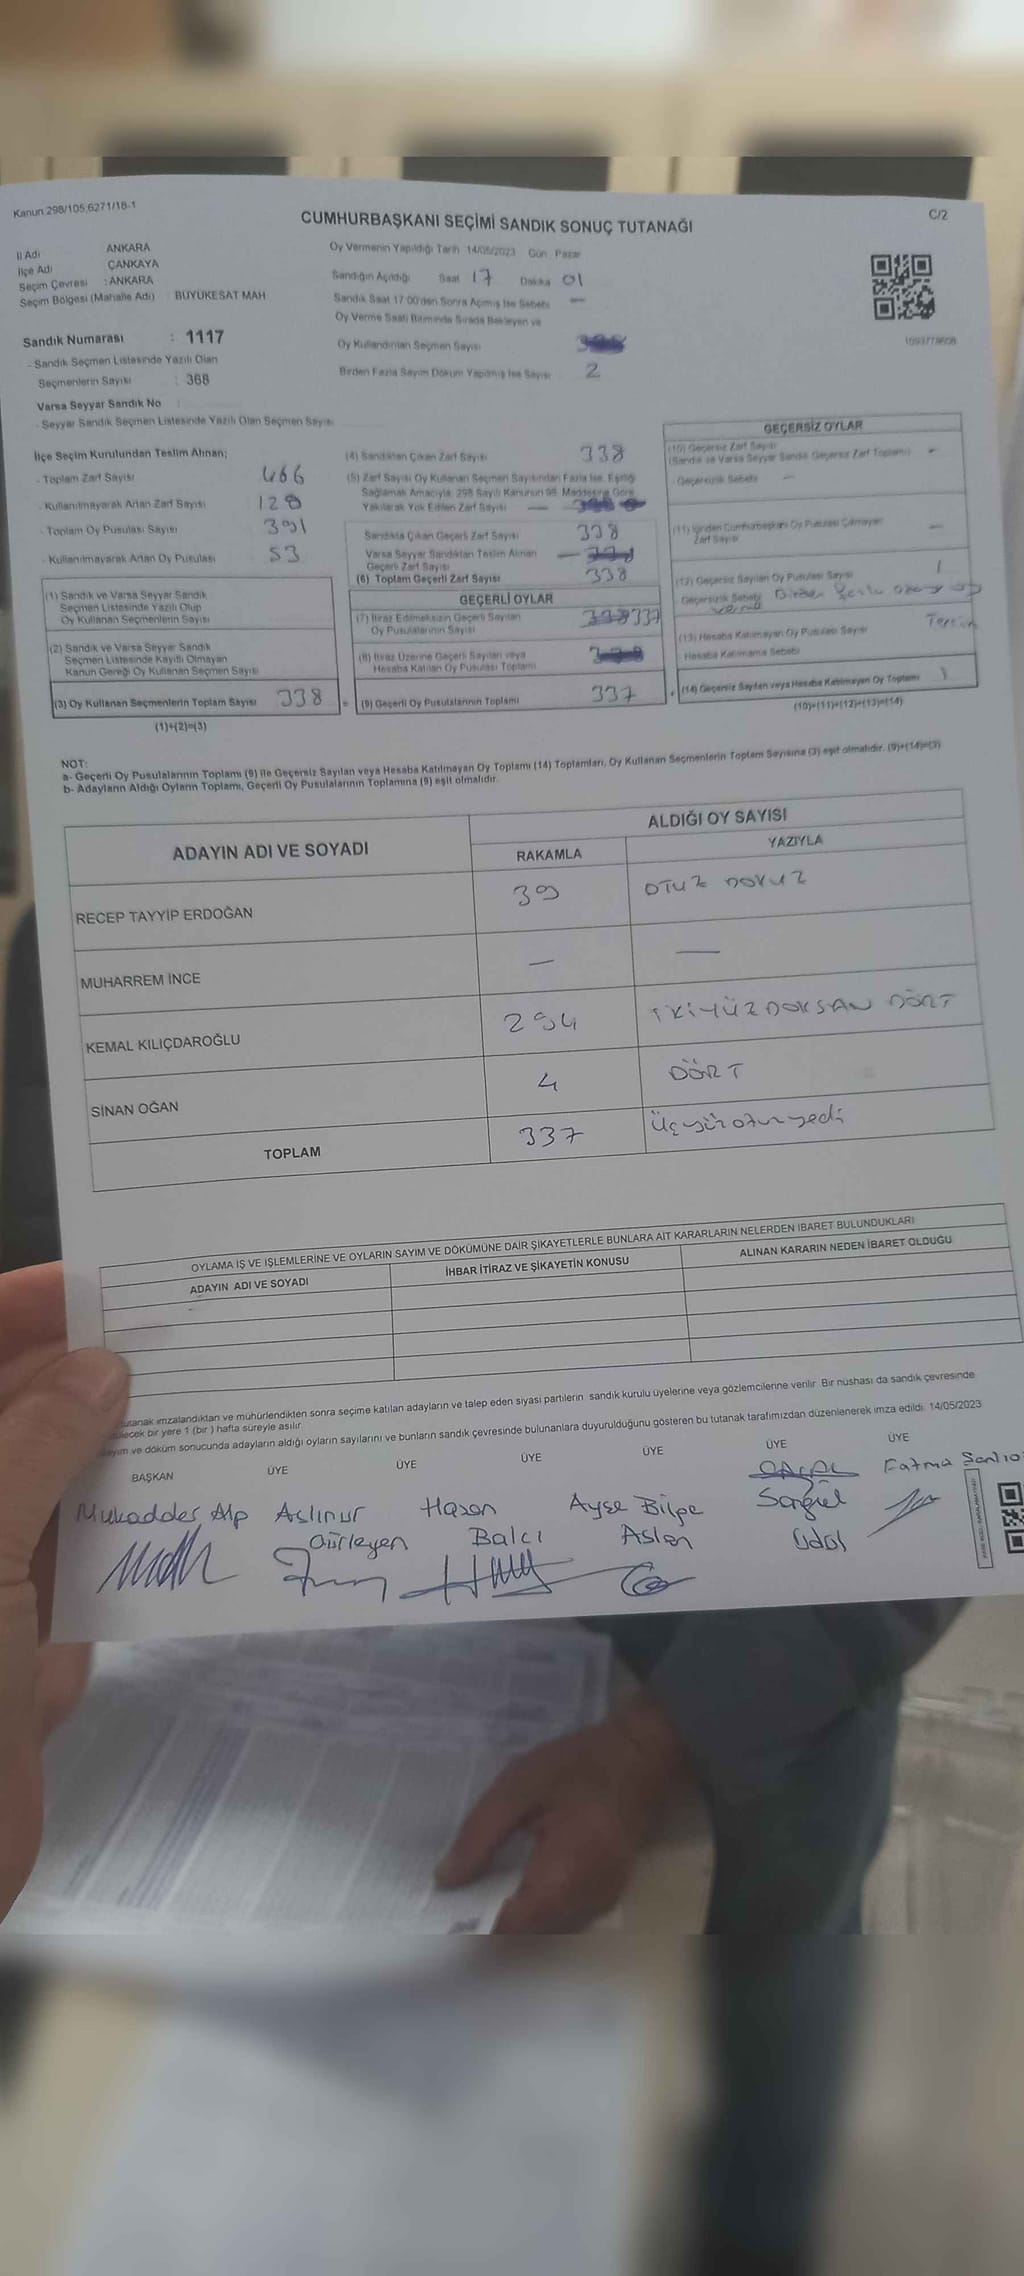 Kanun 298/105,6271/18-1
C/2
CUMHURBAŞKANI SEÇİMİ SANDIK SONUÇ TUTANAĞI
İl Adı ANKARA
İlçe Adı ÇANKAYA
Seçim Çevresi : ANKARA
Seçim Bölgesi (Mahalle Adı) BÜYÜKESAT MAH
Sandık Numarası : 1117
- Sandık Seçmen Listesinde Yazılı Olan
Seçmenlerin Sayısı : 368
Varsa Seyyar Sandık No :
- Seyyar Sandık Seçmen Listesinde Yazılı Olan Seçmen Sayısı
Oy Vermenin Yapıldığı Tarih 14/05/2023 Gün Pazar
Sandığın Açıldığı Saat 17 Dakika 01
Sandık Saat 17:00'den Sonra Açılmış İse Sebebi —
Oy Verme Saati Bitiminde Sırada Bekleyen ve
Oy Kullandırılan Seçmen Sayısı
Birden Fazla Sayım Döküm Yapılmış İse Sayısı 2
İlçe Seçim Kurulundan Teslim Alınan;
- Toplam Zarf Sayısı 466
- Kullanılmayarak Artan Zarf Sayısı 128
- Toplam Oy Pusulası Sayısı 391
- Kullanılmayarak Artan Oy Pusulası 53
(1) Sandık ve Varsa Seyyar Sandık
Seçmen Listesinde Yazılı Olup
Oy Kullanan Seçmenlerin Sayısı
(2) Sandık ve Varsa Seyyar Sandık
Seçmen Listesinde Kayıtlı Olmayan
Kanun Gereği Oy Kullanan Seçmen Sayısı
(3) Oy Kullanan Seçmenlerin Toplam Sayısı 338 =
(1)+(2)=(3)
(4) Sandıktan Çıkan Zarf Sayısı 338
(5) Zarf Sayısı Oy Kullanan Seçmen Sayısından Fazla İse, Eşitliği
Sağlamak Amacıyla; 298 Sayılı Kanunun 98. Maddesine Göre
Yakılarak Yok Edilen Zarf Sayısı —
Sandıkta Çıkan Geçerli Zarf Sayısı 338
Varsa Seyyar Sandıktan Teslim Alınan —
Geçerli Zarf Sayısı
(6) Toplam Geçerli Zarf Sayısı 338
GEÇERLİ OYLAR
(7) İtiraz Edilmeksizin Geçerli Sayılan
Oy Pusulalarının Sayısı 337
(8) İtiraz Üzerine Geçerli Sayılan veya
Hesaba Katılan Oy Pusulası Toplamı
(9) Geçerli Oy Pusulalarının Toplamı 337 +
GEÇERSİZ OYLAR
(10) Geçersiz Zarf Sayısı
(Sandık ve Varsa Seyyar Sandık Geçersiz Zarf Toplamı) —
- Geçersizlik Sebebi —
(11) İçinden Cumhurbaşkanı Oy Pusulası Çıkmayan
Zarf Sayısı —
(12) Geçersiz Sayılan Oy Pusulası Sayısı 1
- Geçersizlik Sebebi Birden
(13) Hesaba Katılmayan Oy Pusulası Sayısı
- Hesaba Katılmama Sebebi
(14) Geçersiz Sayılan veya Hesaba Katılmayan Oy Toplamı 1
(10)+(11)+(12)+(13)=(14)
NOT:
a- Geçerli Oy Pusulalarının Toplamı (9) ile Geçersiz Sayılan veya Hesaba Katılmayan Oy Toplamı (14) Toplamları, Oy Kullanan Seçmenlerin Toplam Sayısına (3) eşit olmalıdır. (9)+(14)=(3)
b- Adayların Aldığı Oyların Toplamı, Geçerli Oy Pusulalarının Toplamına (9) eşit olmalıdır.
ADAYIN ADI VE SOYADI
ALDIĞI OY SAYISI
RAKAMLA YAZIYLA
RECEP TAYYİP ERDOĞAN 39 OTUZ DOKUZ
MUHARREM İNCE — —
KEMAL KILIÇDAROĞLU 294 İKİYÜZDOKSAN DÖRT
SİNAN OĞAN 4 DÖRT
TOPLAM 337 üçyüzotuzyedi
OYLAMA İŞ VE İŞLEMLERİNE VE OYLARIN SAYIM VE DÖKÜMÜNE DAİR ŞİKAYETLERLE BUNLARA AİT KARARLARIN NELERDEN İBARET BULUNDUKLARI
ADAYIN ADI VE SOYADI
İHBAR İTİRAZ VE ŞİKAYETİN KONUSU
ALINAN KARARIN NEDEN İBARET OLDUĞU
tutanak imzalandıktan ve mühürlendikten sonra seçime katılan adayların ve talep eden siyasi partilerin sandık kurulu üyelerine veya gözlemcilerine verilir. Bir nüshası da sandık çevresinde
bir yere 1 (bir) hafta süreyle asılır.
ve döküm sonucunda adayların aldığı oyların sayılarını ve bunların sandık çevresinde bulunanlara duyurulduğunu gösteren bu tutanak tarafımızdan düzenlenerek imza edildi. 14/05/2023
BAŞKAN ÜYE ÜYE ÜYE ÜYE ÜYE ÜYE
Mukaddes Alp
Aslınur Gürleyen
Hasan Balcı
Ayşe Bilge Aslan
Songül
Fatma